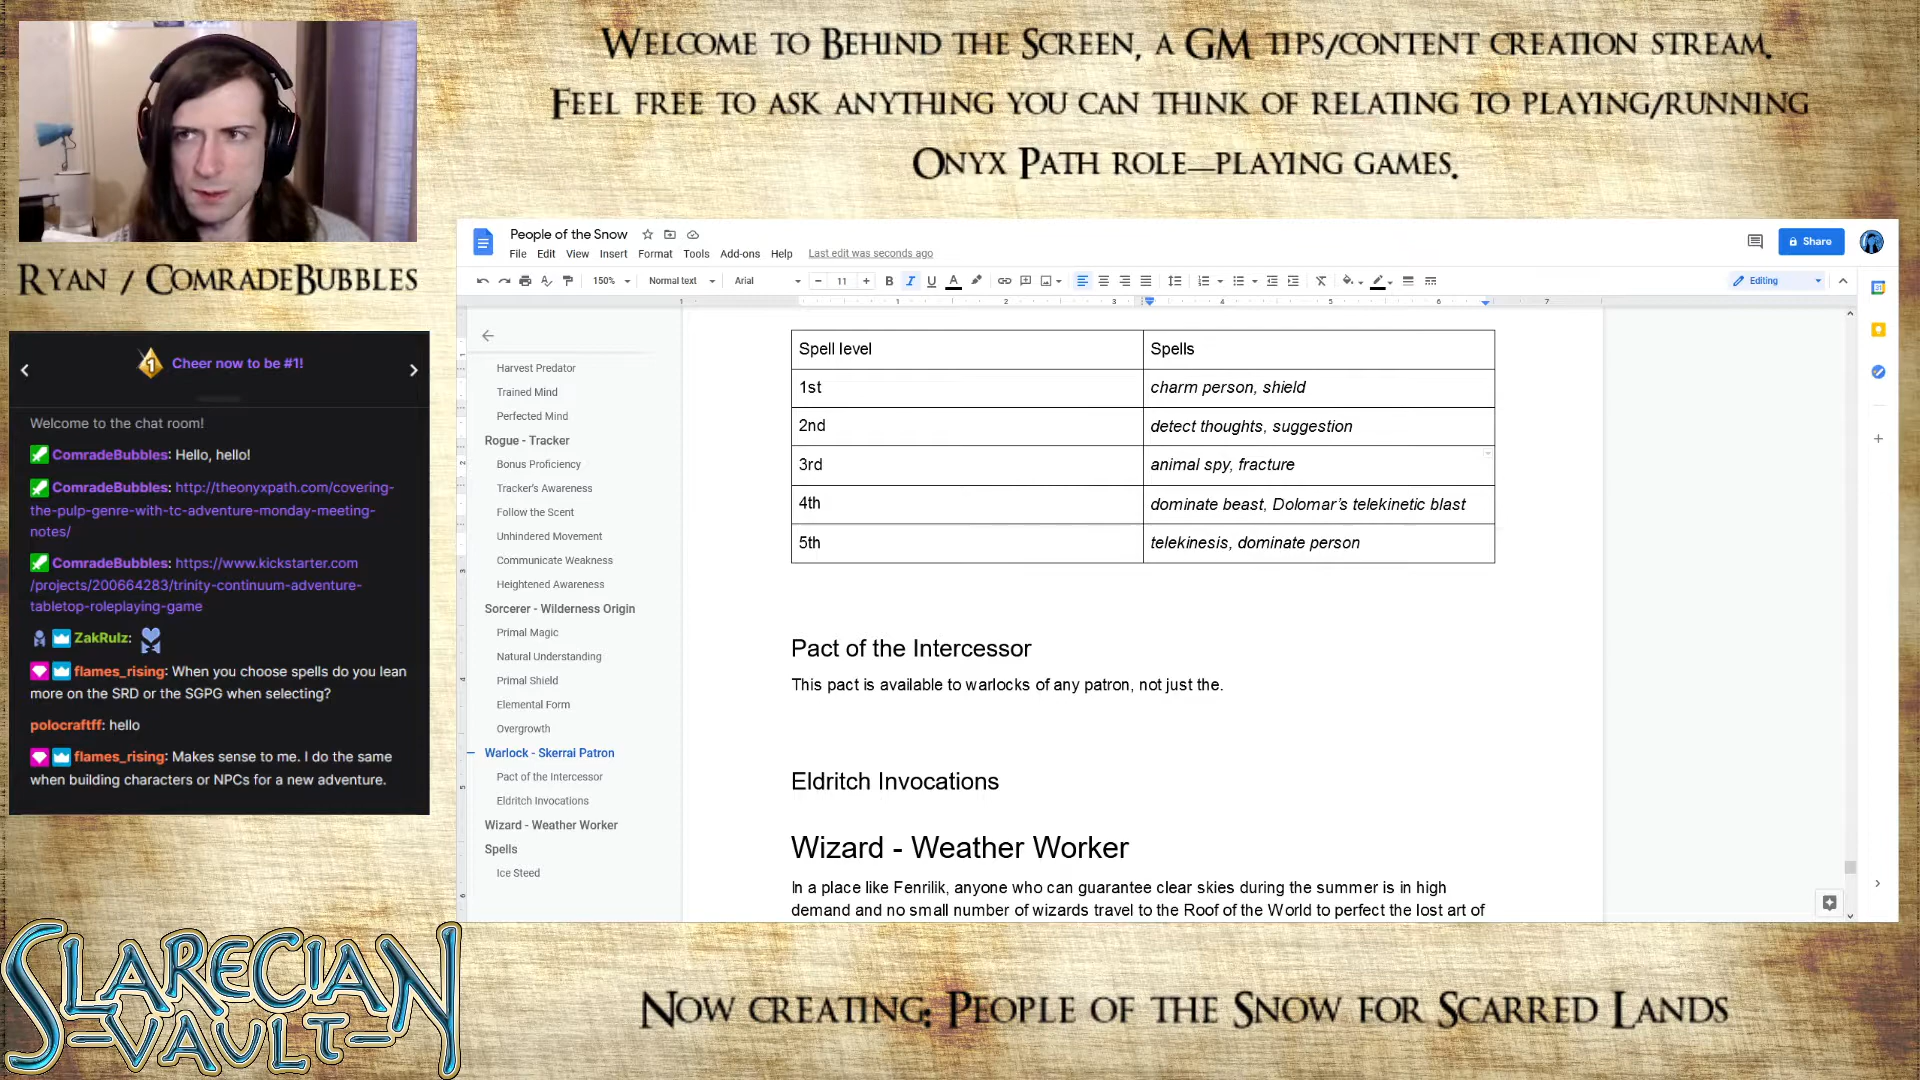 Welcome to Behind the Screen, a GM tips/content creation stream.
Feel free to ask anything you can think of relating to playing/running
Onyx Path role—playing games.
Ryan / ComradeBubbles
1
Cheer now to be #1!
Welcome to the chat room!
ComradeBubbles: Hello, hello!
ComradeBubbles: http://theonyxpath.com/covering-
the-pulp-genre-with-tc-adventure-monday-meeting-
notes/
ComradeBubbles: https://www.kickstarter.com
/projects/200664283/trinity-continuum-adventure-
tabletop-roleplaying-game
ZakRulz:
flames_rising: When you choose spells do you lean
more on the SRD or the SGPG when selecting?
polocraftff: hello
flames_rising: Makes sense to me. I do the same
when building characters or NPCs for a new adventure.
People of the Snow
File Edit View Insert Format Tools Add-ons Help Last edit was seconds ago
Share
150% Normal text Arial 11 B I U A Editing
1 1 2 3 4 5 6 7
Harvest Predator
Trained Mind
Perfected Mind
Rogue - Tracker
Bonus Proficiency
Tracker's Awareness
Follow the Scent
Unhindered Movement
Communicate Weakness
Heightened Awareness
Sorcerer - Wilderness Origin
Primal Magic
Natural Understanding
Primal Shield
Elemental Form
Overgrowth
Warlock - Skerrai Patron
Pact of the Intercessor
Eldritch Invocations
Wizard - Weather Worker
Spells
Ice Steed
Spell level Spells
1st charm person, shield
2nd detect thoughts, suggestion
3rd animal spy, fracture
4th dominate beast, Dolomar’s telekinetic blast
5th telekinesis, dominate person
Pact of the Intercessor
This pact is available to warlocks of any patron, not just the.
Eldritch Invocations
Wizard - Weather Worker
In a place like Fenrilik, anyone who can guarantee clear skies during the summer is in high
demand and no small number of wizards travel to the Roof of the World to perfect the lost art of
Slarecian
-Vault-
Now creating: People of the Snow for Scarred Lands